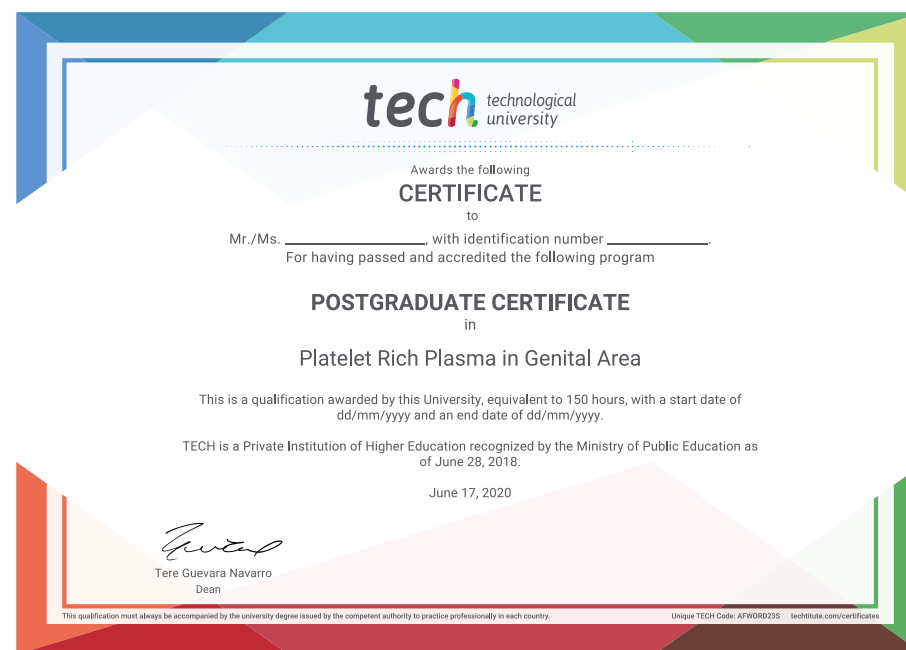 tech technological
university
Awards the following
CERTIFICATE
to
Mr./Ms. ____________________, with identification number ______________.
For having passed and accredited the following program
POSTGRADUATE CERTIFICATE
in
Platelet Rich Plasma in Genital Area
This is a qualification awarded by this University, equivalent to 150 hours, with a start date of
dd/mm/yyyy and an end date of dd/mm/yyyy.
TECH is a Private Institution of Higher Education recognized by the Ministry of Public Education as
of June 28, 2018.
June 17, 2020
Tere Guevara Navarro
Dean
This qualification must always be accompanied by the university degree issued by the competent authority to practice professionally in each country. Unique TECH Code: AFWORD23S techtitute.com/certificates